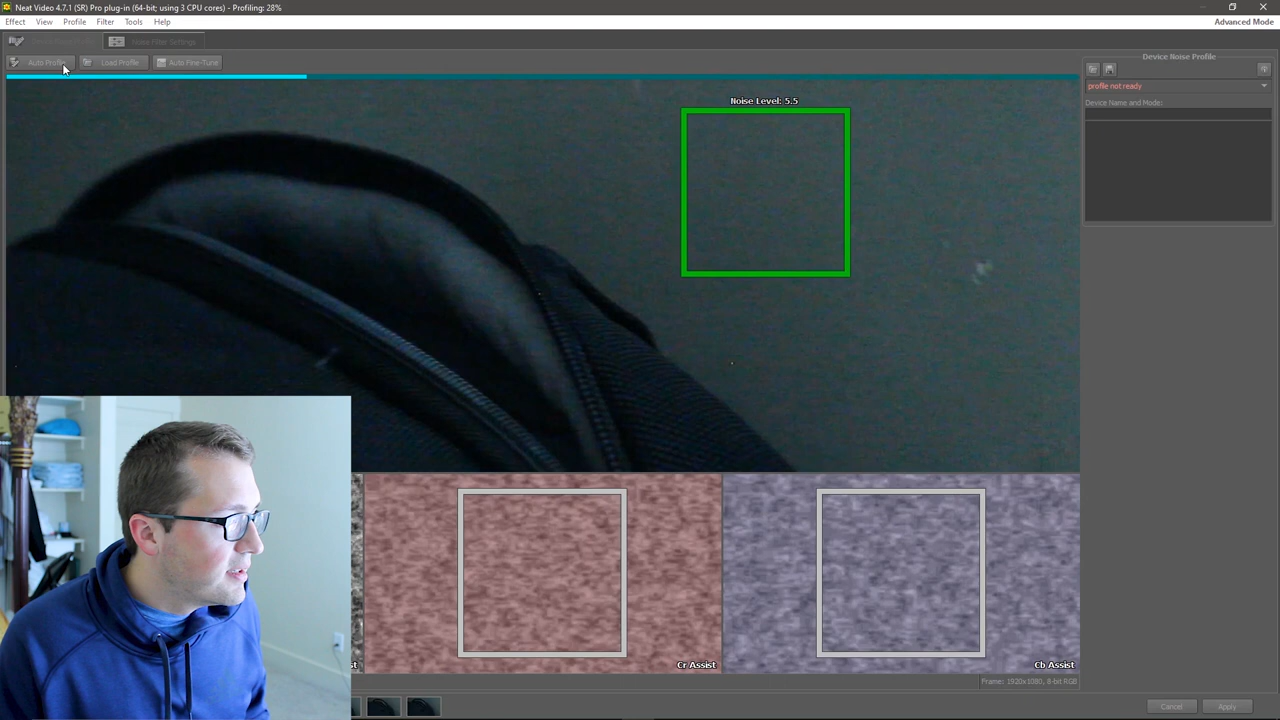 Neat Video 4.7.1 (SR) Pro plug-in (64-bit; using 3 CPU cores) - Profiling: 28%
Effect View Profile Filter Tools Help
Advanced Mode
Noise Filter Settings
Auto Profile
Load Profile
Auto Fine-Tune
Device Noise Profile
profile not ready
Device Name and Mode:
Noise Level: 5.5
Cr Assist
Cb Assist
Frame: 1920x1080, 8-bit RGB
Cancel
Apply